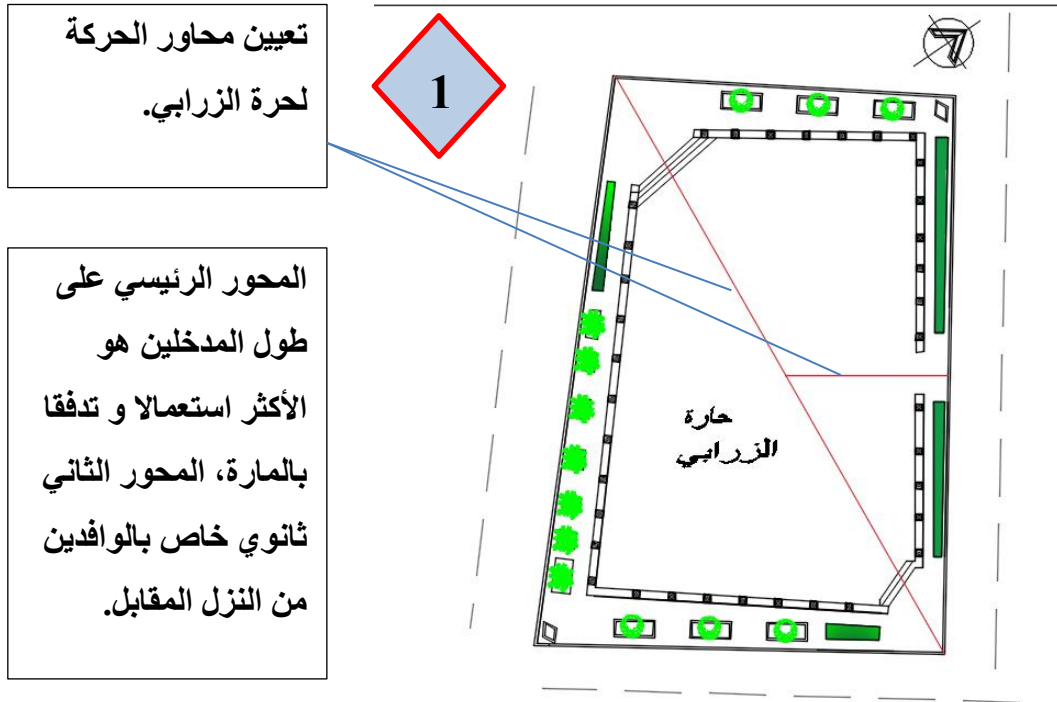 تعيين محاور الحركة
لحرة الزرابي.
1
المحور الرئيسي على
طول المدخلين هو
الأكثر استعمالا و تدفقا
بالمارة، المحور الثاني
ثانوي خاص بالوافدين
من النزل المقابل.
حارة
الزرابي